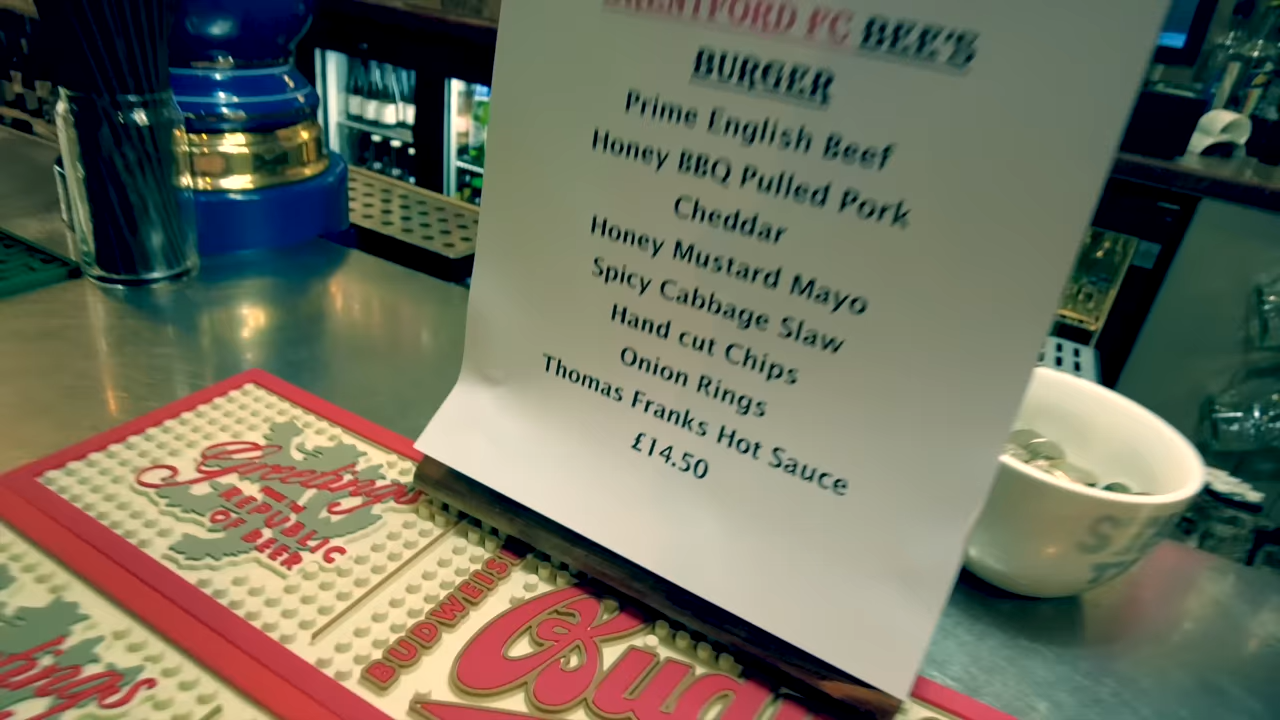 BRENTFORD FC BEE'S
BURGER
Prime English Beef
Honey BBQ Pulled Pork
Cheddar
Honey Mustard Mayo
Spicy Cabbage Slaw
Hand cut Chips
Onion Rings
Thomas Franks Hot Sauce
£14.50
Greetings
REPUBLIC
OF BEER
BUDWEIS